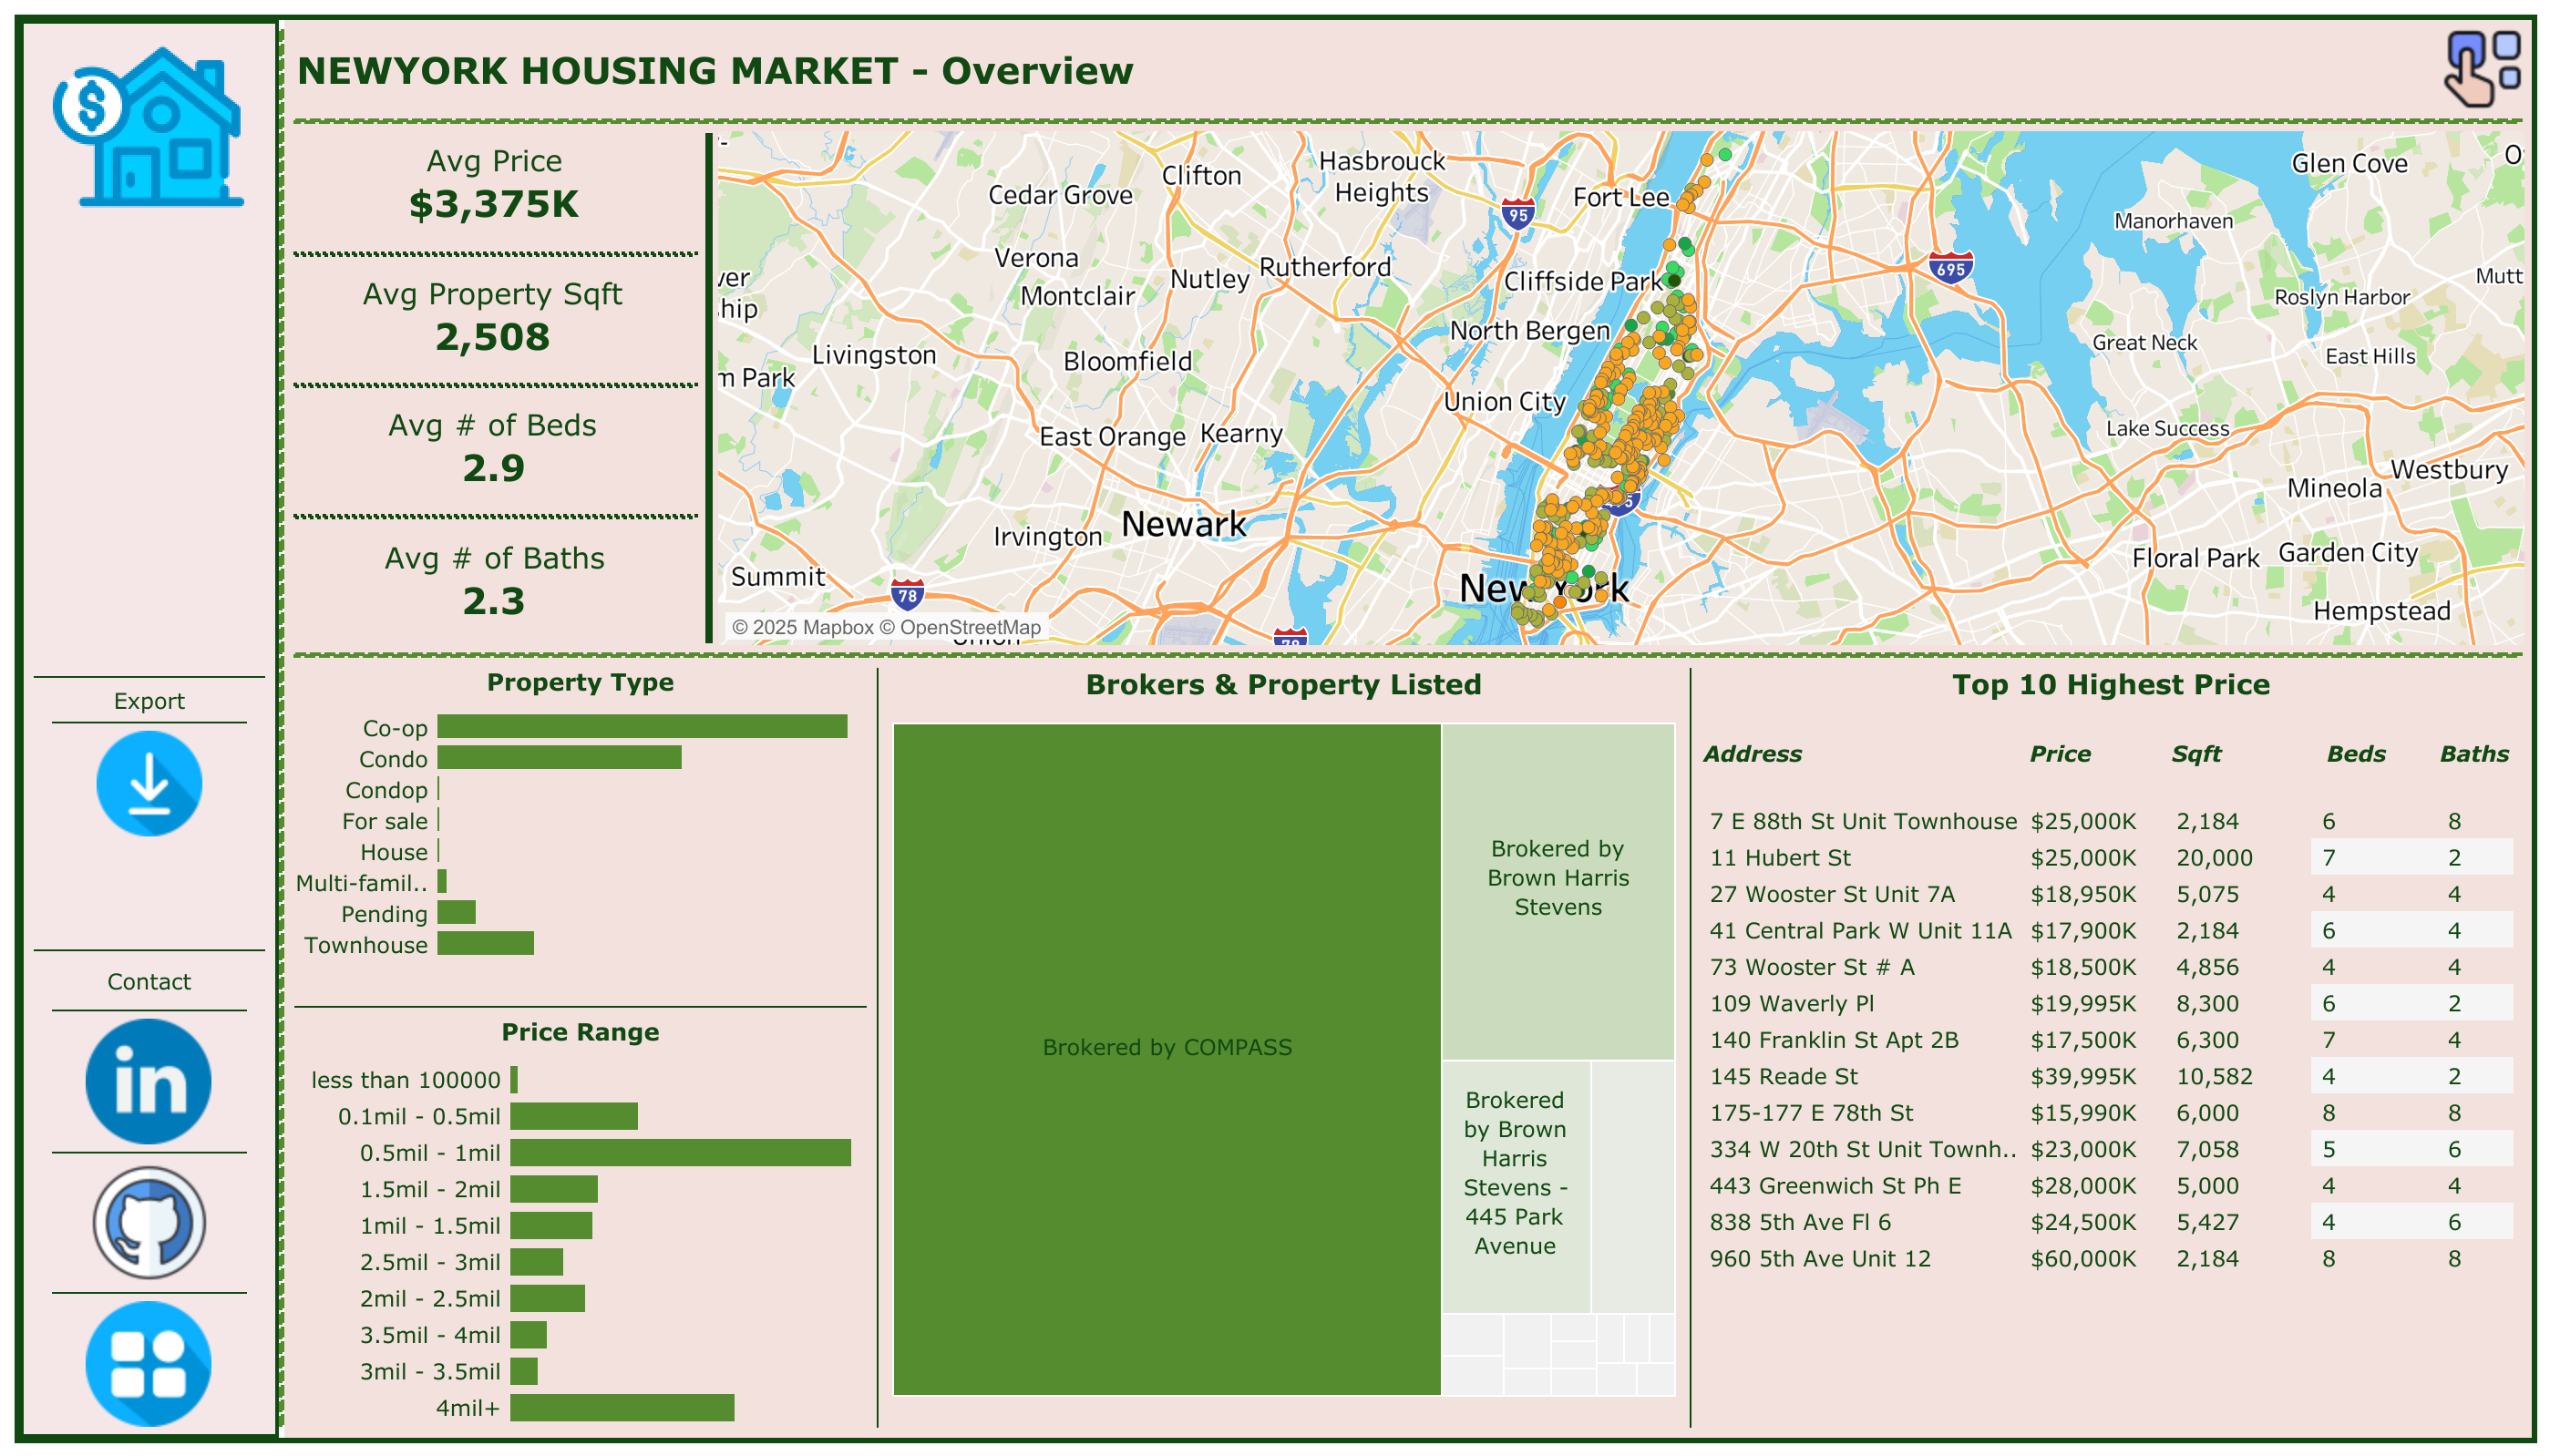 NEWYORK HOUSING MARKET - Overview
Export
Contact
in
$
Avg Price
$3,375K
Avg Property Sqft
2,508
Avg # of Beds
2.9
Avg # of Baths
2.3
Cedar Grove
Clifton
Hasbrouck
Heights
Fort Lee
95
Glen Cove
Manorhaven
Verona
Nutley
Rutherford
Cliffside Park
695
Montclair
Roslyn Harbor
Mutt
ver
ship
North Bergen
Livingston
Bloomfield
Great Neck
East Hills
m Park
Union City
East Orange
Kearny
Lake Success
Westbury
Mineola
Newark
Irvington
Floral Park
Garden City
Summit
78
New York
Hempstead
© 2025 Mapbox © OpenStreetMap
Union
78
Property Type
Co-op
Condo
Condop
For sale
House
Multi-famil..
Pending
Townhouse
Price Range
less than 100000
0.1mil - 0.5mil
0.5mil - 1mil
1.5mil - 2mil
1mil - 1.5mil
2.5mil - 3mil
2mil - 2.5mil
3.5mil - 4mil
3mil - 3.5mil
4mil+
Brokers & Property Listed
Brokered by COMPASS
Brokered by
Brown Harris
Stevens
Brokered
by Brown
Harris
Stevens -
445 Park
Avenue
Top 10 Highest Price
Address Price Sqft Beds Baths
7 E 88th St Unit Townhouse $25,000K 2,184 6 8
11 Hubert St $25,000K 20,000 7 2
27 Wooster St Unit 7A $18,950K 5,075 4 4
41 Central Park W Unit 11A $17,900K 2,184 6 4
73 Wooster St # A $18,500K 4,856 4 4
109 Waverly Pl $19,995K 8,300 6 2
140 Franklin St Apt 2B $17,500K 6,300 7 4
145 Reade St $39,995K 10,582 4 2
175-177 E 78th St $15,990K 6,000 8 8
334 W 20th St Unit Townh.. $23,000K 7,058 5 6
443 Greenwich St Ph E $28,000K 5,000 4 4
838 5th Ave Fl 6 $24,500K 5,427 4 6
960 5th Ave Unit 12 $60,000K 2,184 8 8